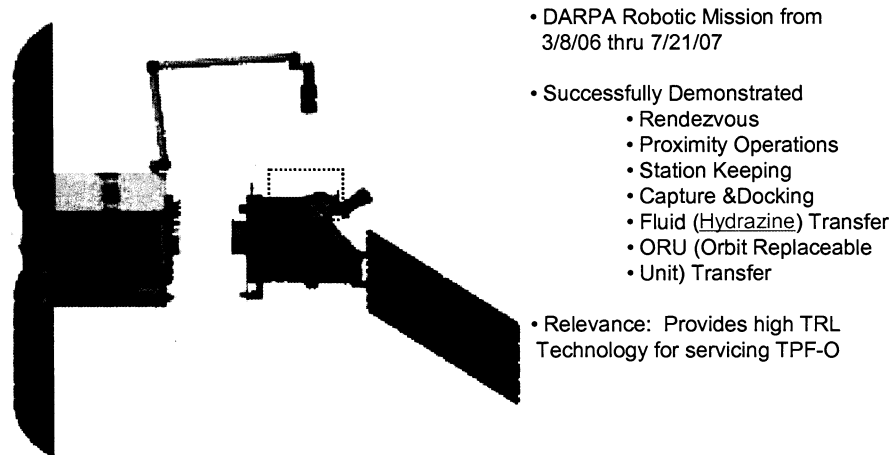 • DARPA Robotic Mission from
3/8/06 thru 7/21/07
• Successfully Demonstrated
• Rendezvous
• Proximity Operations
• Station Keeping
• Capture &Docking
• Fluid (Hydrazine) Transfer
• ORU (Orbit Replaceable
• Unit) Transfer
• Relevance: Provides high TRL
Technology for servicing TPF-O